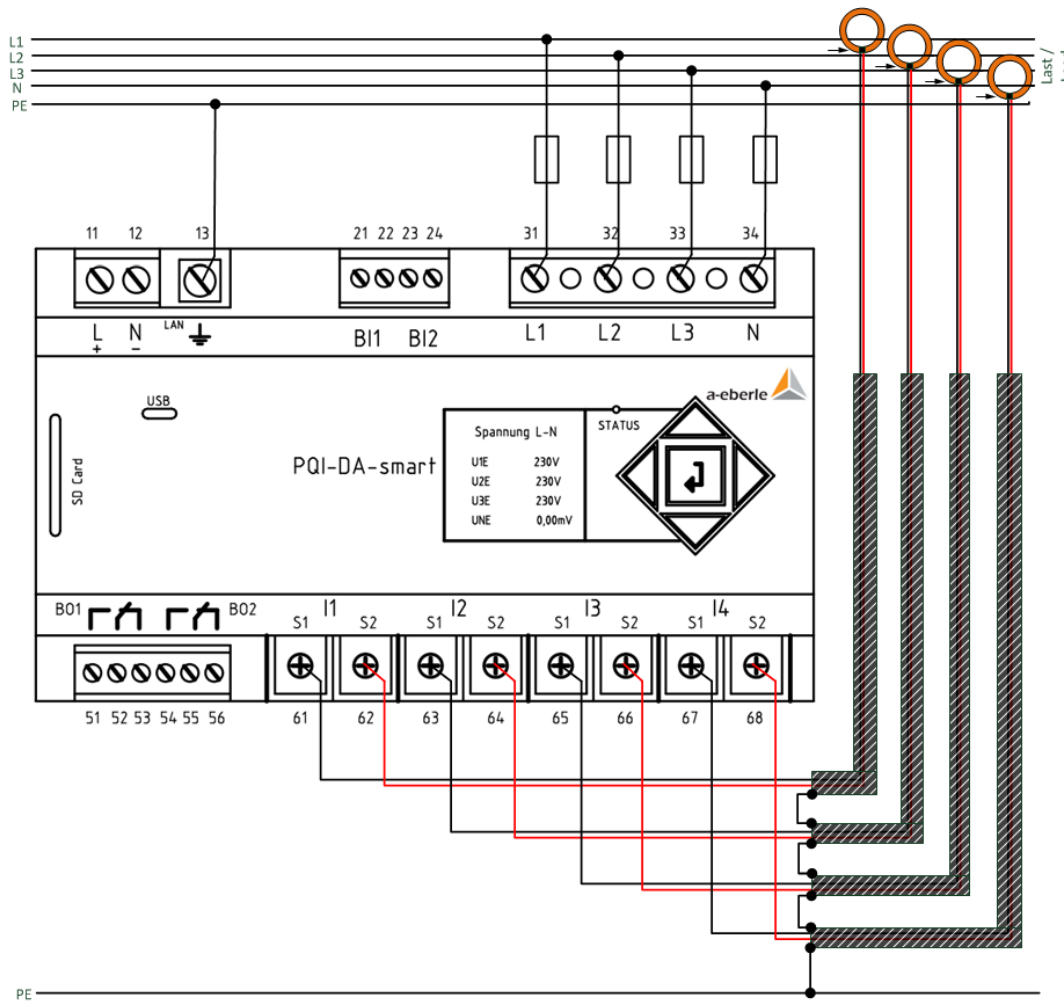 L1
L2
L3
N
PE
Last /
11 12 13 21 22 23 24 31 32 33 34
L N LAN BI1 BI2 L1 L2 L3 N
+ −
USB
a-eberle
STATUS
SD Card
PQI-DA-smart
Spannung L-N
U1E 230V
U2E 230V
U3E 230V
UNE 0,00mV
BO1 BO2 I1 I2 I3 I4
S1 S2 S1 S2 S1 S2 S1 S2
51 52 53 54 55 56 61 62 63 64 65 66 67 68
PE